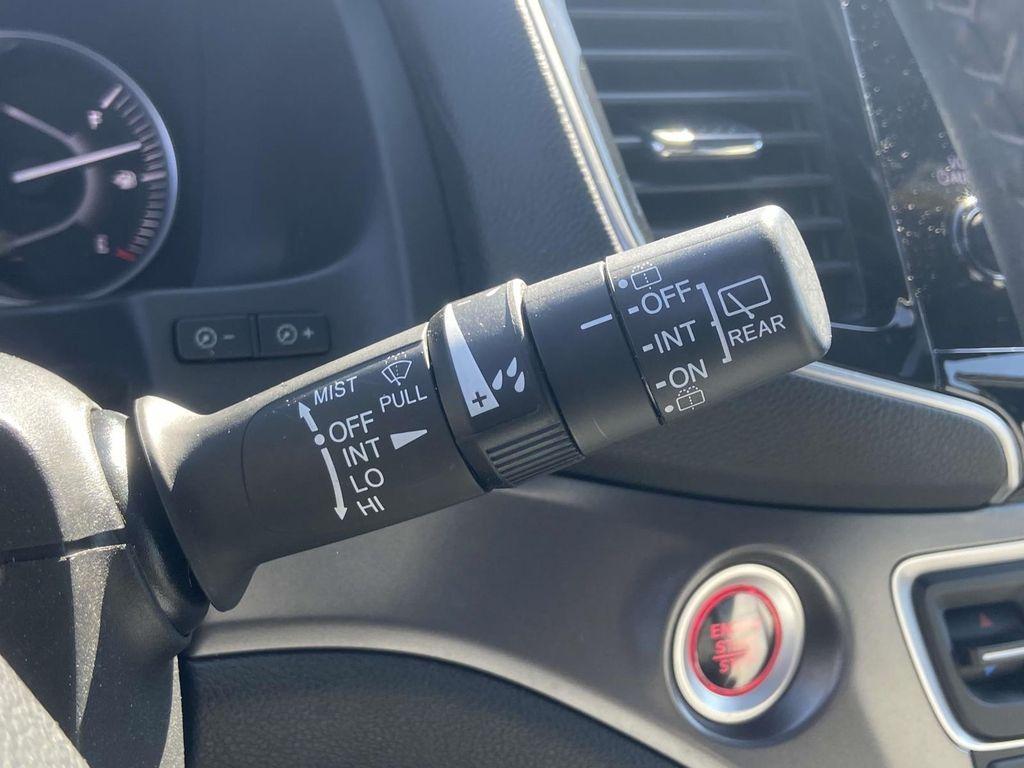 MIST
OFF
INT
LO
HI
PULL
+
-OFF
-INT
-ON
REAR
F
E
-
+